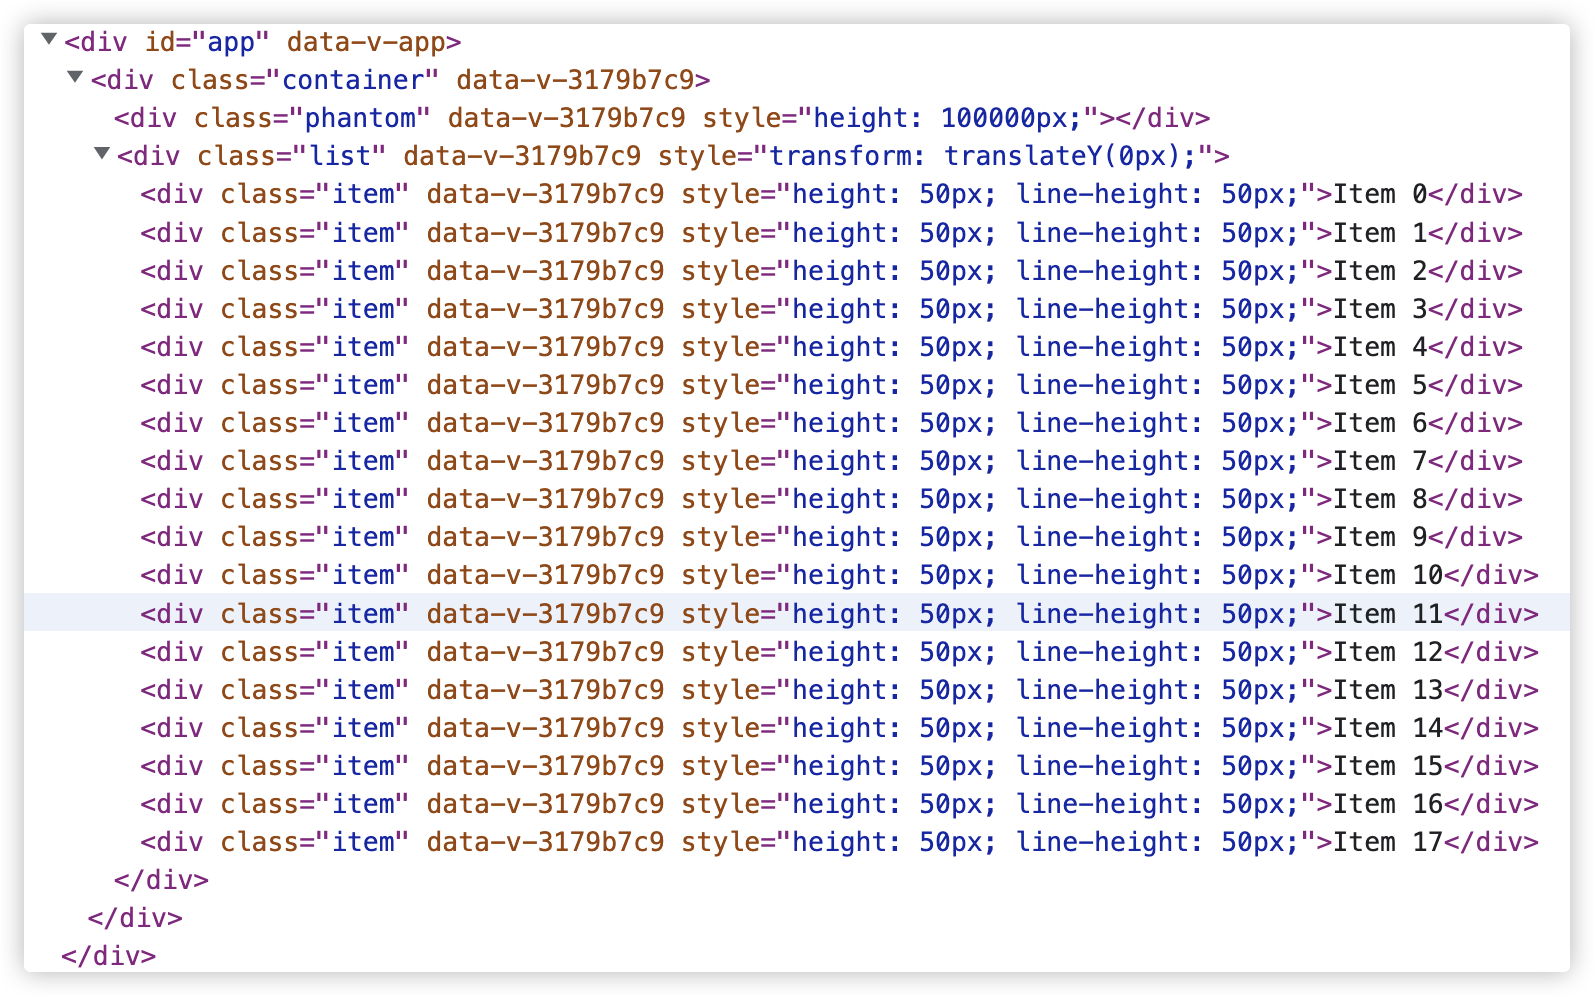 <div id="app" data-v-app>
<div class="container" data-v-3179b7c9>
<div class="phantom" data-v-3179b7c9 style="height: 100000px;"></div>
<div class="list" data-v-3179b7c9 style="transform: translateY(0px);">
<div class="item" data-v-3179b7c9 style="height: 50px; line-height: 50px;">Item 0</div>
<div class="item" data-v-3179b7c9 style="height: 50px; line-height: 50px;">Item 1</div>
<div class="item" data-v-3179b7c9 style="height: 50px; line-height: 50px;">Item 2</div>
<div class="item" data-v-3179b7c9 style="height: 50px; line-height: 50px;">Item 3</div>
<div class="item" data-v-3179b7c9 style="height: 50px; line-height: 50px;">Item 4</div>
<div class="item" data-v-3179b7c9 style="height: 50px; line-height: 50px;">Item 5</div>
<div class="item" data-v-3179b7c9 style="height: 50px; line-height: 50px;">Item 6</div>
<div class="item" data-v-3179b7c9 style="height: 50px; line-height: 50px;">Item 7</div>
<div class="item" data-v-3179b7c9 style="height: 50px; line-height: 50px;">Item 8</div>
<div class="item" data-v-3179b7c9 style="height: 50px; line-height: 50px;">Item 9</div>
<div class="item" data-v-3179b7c9 style="height: 50px; line-height: 50px;">Item 10</div>
<div class="item" data-v-3179b7c9 style="height: 50px; line-height: 50px;">Item 11</div>
<div class="item" data-v-3179b7c9 style="height: 50px; line-height: 50px;">Item 12</div>
<div class="item" data-v-3179b7c9 style="height: 50px; line-height: 50px;">Item 13</div>
<div class="item" data-v-3179b7c9 style="height: 50px; line-height: 50px;">Item 14</div>
<div class="item" data-v-3179b7c9 style="height: 50px; line-height: 50px;">Item 15</div>
<div class="item" data-v-3179b7c9 style="height: 50px; line-height: 50px;">Item 16</div>
<div class="item" data-v-3179b7c9 style="height: 50px; line-height: 50px;">Item 17</div>
</div>
</div>
</div>